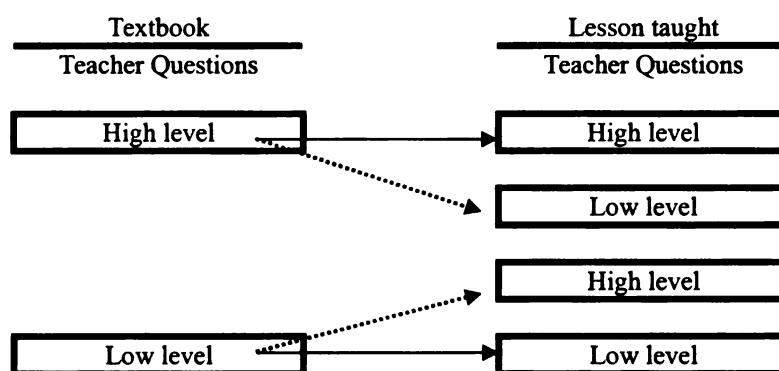 Textbook
Teacher Questions
High level
Low level
Lesson taught
Teacher Questions
High level
Low level
High level
Low level